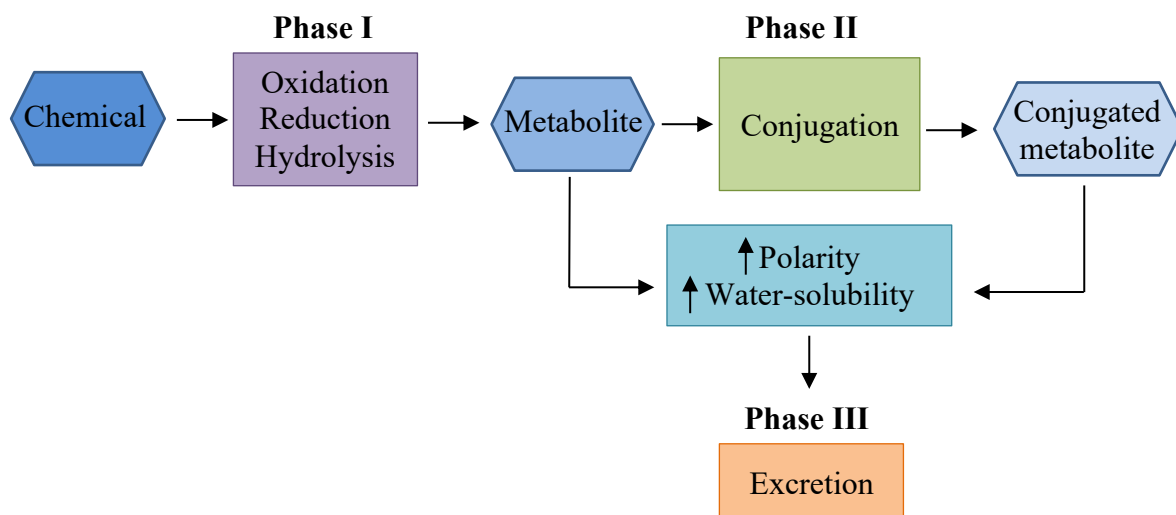 Phase I
Phase II
Chemical
Oxidation
Reduction
Hydrolysis
Metabolite
Conjugation
Conjugated
metabolite
Polarity
Water-solubility
Phase III
Excretion